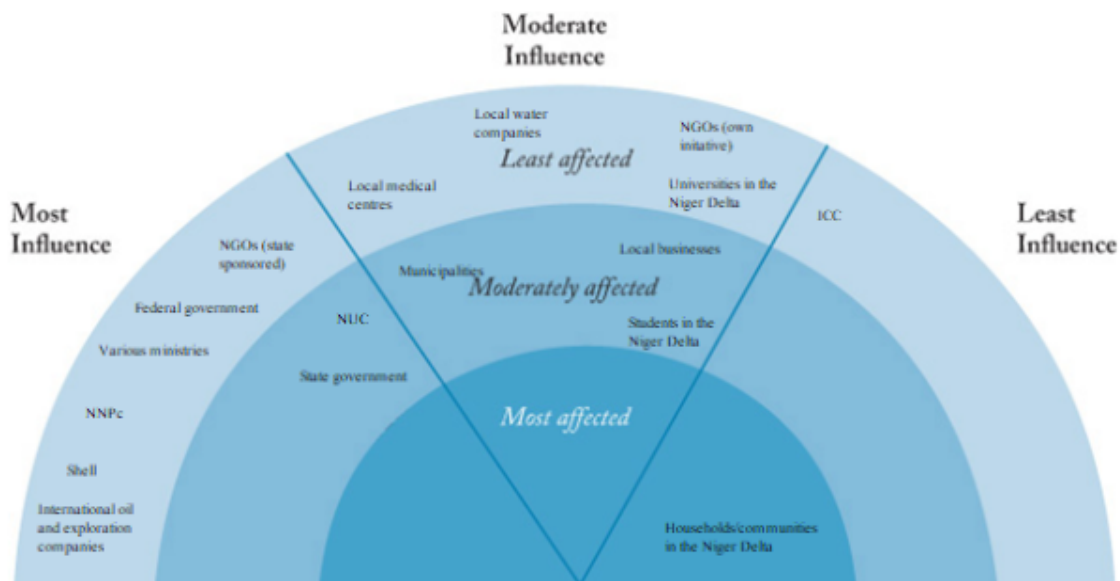 Moderate
Influence
Local water
companies
NGOs (own
initative)
Least affected
Local medical
centres
Universities in the
Niger Delta
Most
Influence
ICC
Least
Influence
NGOs (state
sponsored)
Local businesses
Municipalities
Moderately affected
Federal government
NUC
Students in the
Niger Delta
Various ministries
State government
NNPc
Most affected
Shell
International oil
and exploration
companies
Households/communities
in the Niger Delta